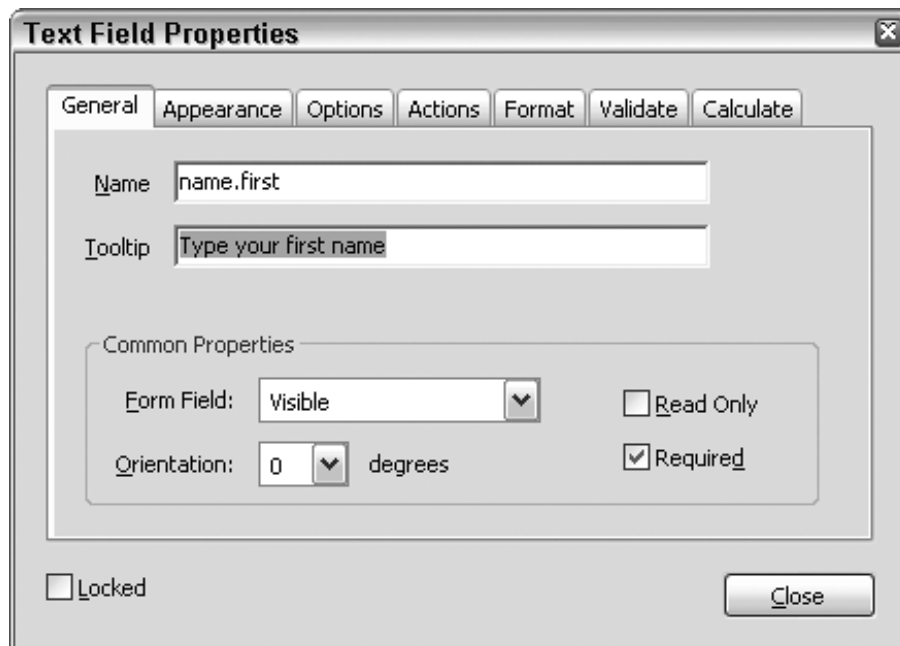 Text Field Properties
General Appearance Options Actions Format Validate Calculate
Name name.first
Tooltip Type your first name
Common Properties
Form Field: Visible Read Only
Orientation: 0 degrees Required
Locked Close